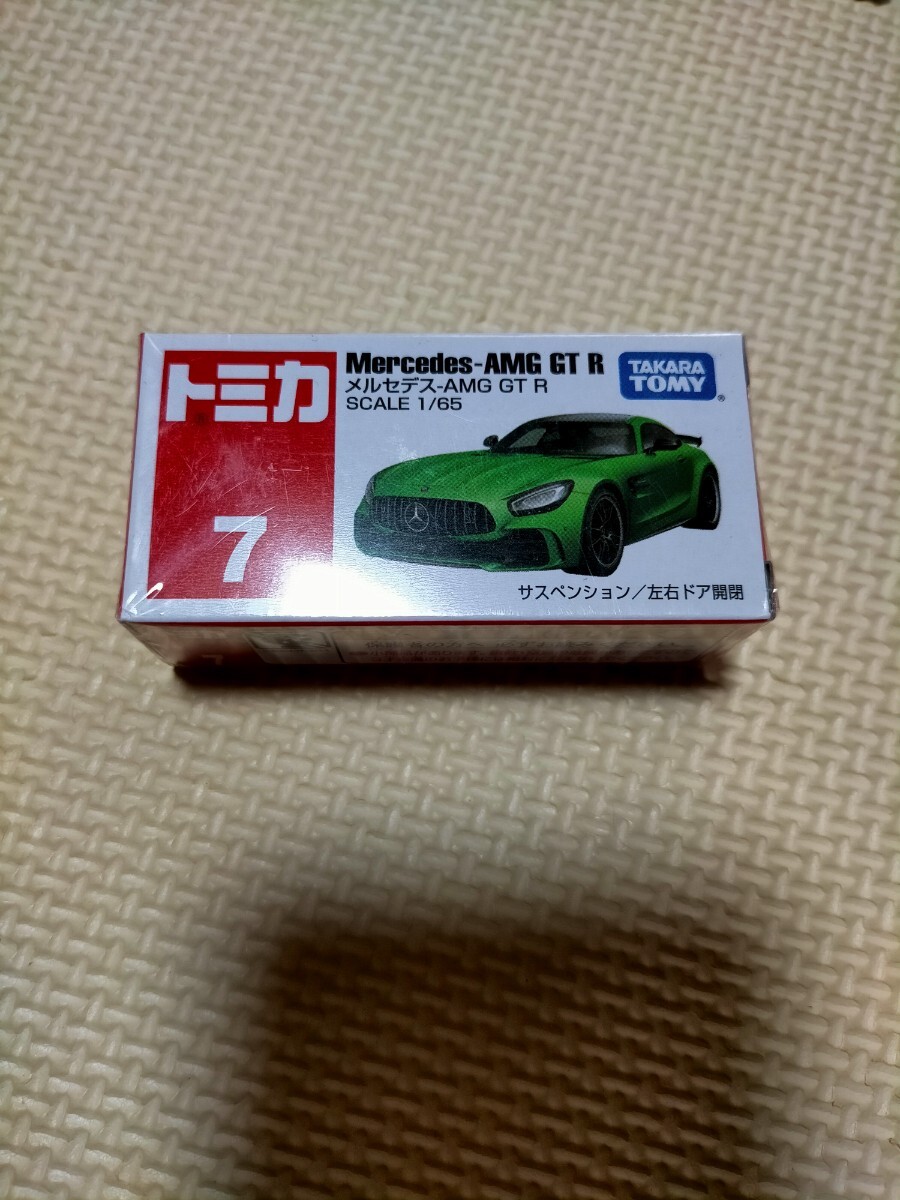 トミカ
7
Mercedes-AMG GT R
メルセデス-AMG GT R
SCALE 1/65
TAKARA
TOMY®
サスペンション/左右ドア開閉